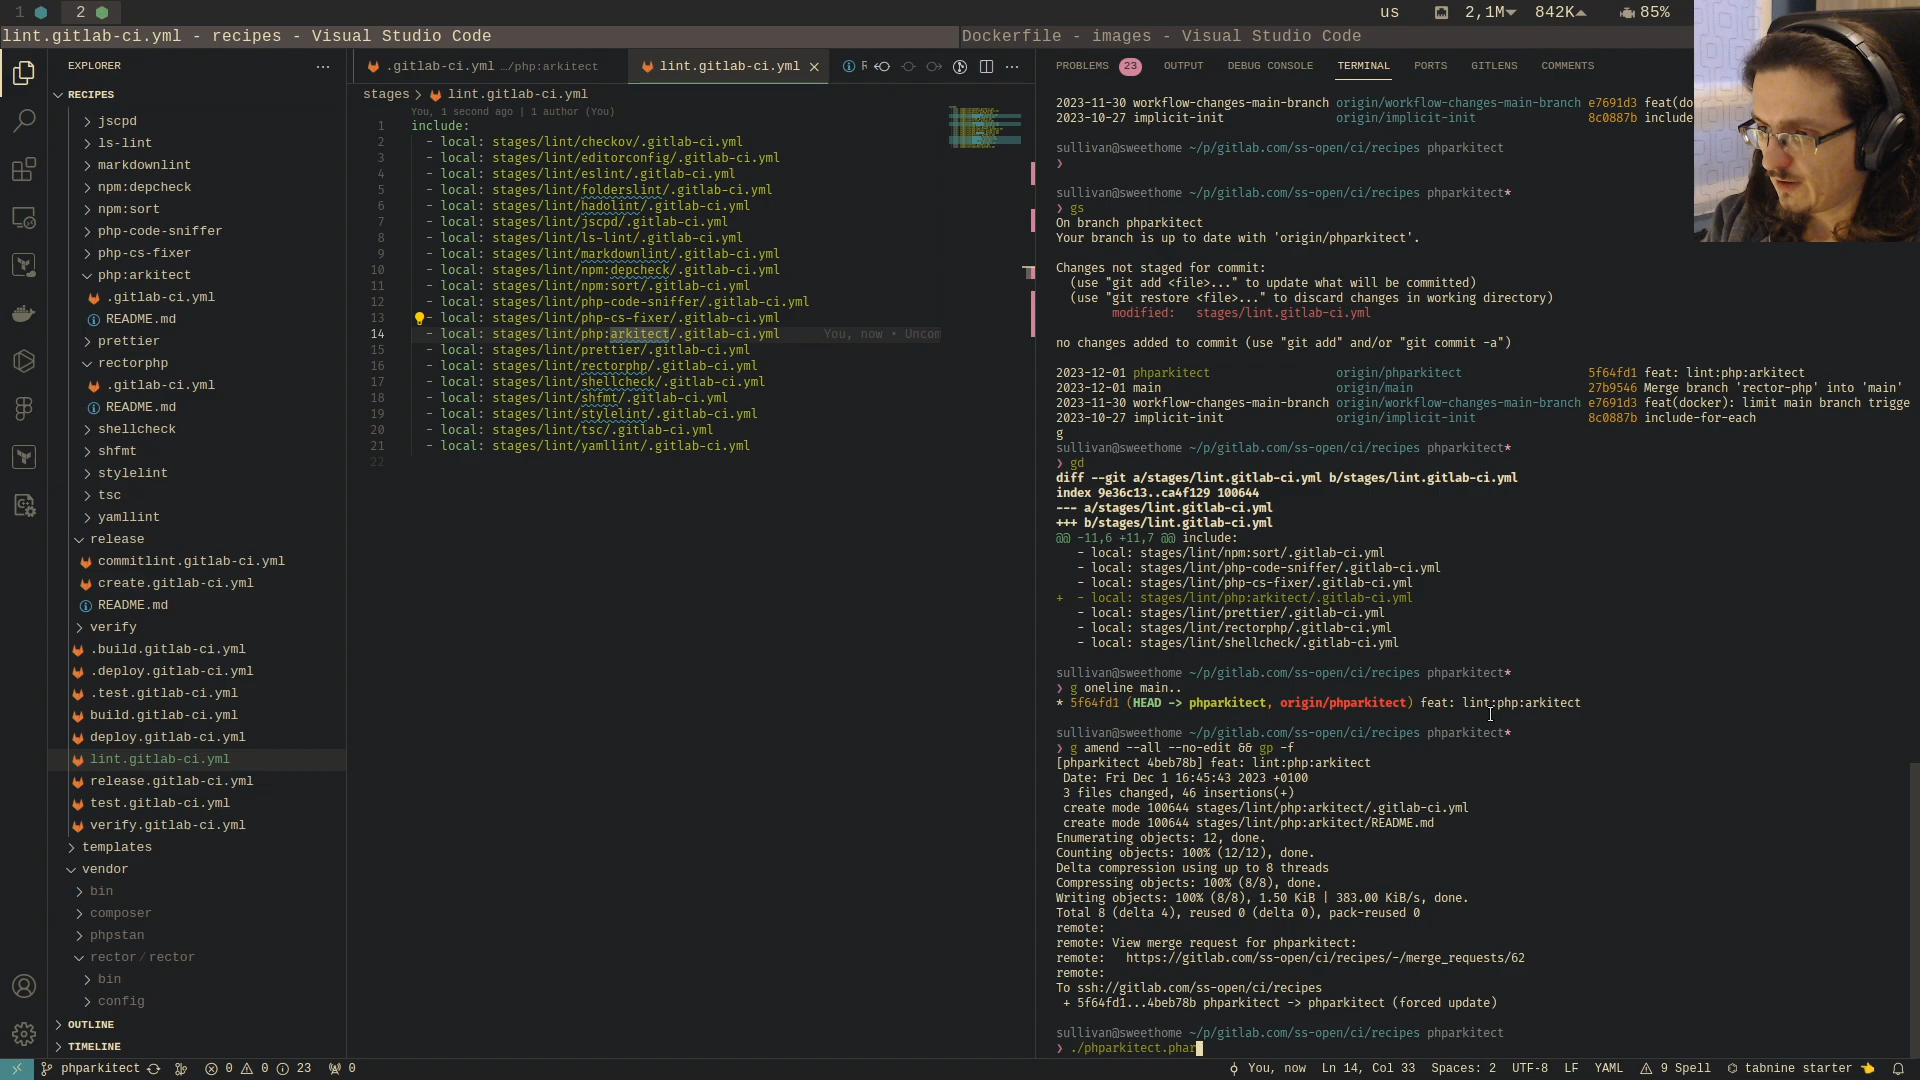 1 2 us 2,1M 842K 85%
lint.gitlab-ci.yml - recipes - Visual Studio Code
Dockerfile - images - Visual Studio Code
EXPLORER
RECIPES
jscpd
ls-lint
markdownlint
npm:depcheck
npm:sort
php-code-sniffer
php-cs-fixer
php:arkitect
.gitlab-ci.yml
README.md
prettier
rectorphp
.gitlab-ci.yml
README.md
shellcheck
shfmt
stylelint
tsc
yamllint
release
commitlint.gitlab-ci.yml
create.gitlab-ci.yml
README.md
verify
.build.gitlab-ci.yml
.deploy.gitlab-ci.yml
.test.gitlab-ci.yml
build.gitlab-ci.yml
deploy.gitlab-ci.yml
lint.gitlab-ci.yml
release.gitlab-ci.yml
test.gitlab-ci.yml
verify.gitlab-ci.yml
templates
vendor
bin
composer
phpstan
rector / rector
bin
config
OUTLINE
TIMELINE
.gitlab-ci.yml .../php:arkitect
lint.gitlab-ci.yml
stages > lint.gitlab-ci.yml
You, 1 second ago | 1 author (You)
1 include:
2 - local: stages/lint/checkov/.gitlab-ci.yml
3 - local: stages/lint/editorconfig/.gitlab-ci.yml
4 - local: stages/lint/eslint/.gitlab-ci.yml
5 - local: stages/lint/folderslint/.gitlab-ci.yml
6 - local: stages/lint/hadolint/.gitlab-ci.yml
7 - local: stages/lint/jscpd/.gitlab-ci.yml
8 - local: stages/lint/ls-lint/.gitlab-ci.yml
9 - local: stages/lint/markdownlint/.gitlab-ci.yml
10 - local: stages/lint/npm:depcheck/.gitlab-ci.yml
11 - local: stages/lint/npm:sort/.gitlab-ci.yml
12 - local: stages/lint/php-code-sniffer/.gitlab-ci.yml
13 - local: stages/lint/php-cs-fixer/.gitlab-ci.yml
14 - local: stages/lint/php:arkitect/.gitlab-ci.yml You, now • Uncom
15 - local: stages/lint/prettier/.gitlab-ci.yml
16 - local: stages/lint/rectorphp/.gitlab-ci.yml
17 - local: stages/lint/shellcheck/.gitlab-ci.yml
18 - local: stages/lint/shfmt/.gitlab-ci.yml
19 - local: stages/lint/stylelint/.gitlab-ci.yml
20 - local: stages/lint/tsc/.gitlab-ci.yml
21 - local: stages/lint/yamllint/.gitlab-ci.yml
22
PROBLEMS 23 OUTPUT DEBUG CONSOLE TERMINAL PORTS GITLENS COMMENTS
2023-11-30 workflow-changes-main-branch origin/workflow-changes-main-branch e7691d3 feat(do
2023-10-27 implicit-init origin/implicit-init 8c0887b include
sullivan@sweethome ~/p/gitlab.com/ss-open/ci/recipes phparkitect
❯
sullivan@sweethome ~/p/gitlab.com/ss-open/ci/recipes phparkitect*
❯ gs
On branch phparkitect
Your branch is up to date with 'origin/phparkitect'.
Changes not staged for commit:
(use "git add <file>..." to update what will be committed)
(use "git restore <file>..." to discard changes in working directory)
modified: stages/lint.gitlab-ci.yml
no changes added to commit (use "git add" and/or "git commit -a")
2023-12-01 phparkitect origin/phparkitect 5f64fd1 feat: lint:php:arkitect
2023-12-01 main origin/main 27b9546 Merge branch 'rector-php' into 'main'
2023-11-30 workflow-changes-main-branch origin/workflow-changes-main-branch e7691d3 feat(docker): limit main branch trigge
2023-10-27 implicit-init origin/implicit-init 8c0887b include-for-each
g
sullivan@sweethome ~/p/gitlab.com/ss-open/ci/recipes phparkitect*
❯ gd
diff --git a/stages/lint.gitlab-ci.yml b/stages/lint.gitlab-ci.yml
index 9e36c13..ca4f129 100644
--- a/stages/lint.gitlab-ci.yml
+++ b/stages/lint.gitlab-ci.yml
@@ -11,6 +11,7 @@ include:
- local: stages/lint/npm:sort/.gitlab-ci.yml
- local: stages/lint/php-code-sniffer/.gitlab-ci.yml
- local: stages/lint/php-cs-fixer/.gitlab-ci.yml
+ - local: stages/lint/php:arkitect/.gitlab-ci.yml
- local: stages/lint/prettier/.gitlab-ci.yml
- local: stages/lint/rectorphp/.gitlab-ci.yml
- local: stages/lint/shellcheck/.gitlab-ci.yml
sullivan@sweethome ~/p/gitlab.com/ss-open/ci/recipes phparkitect*
❯ g oneline main..
* 5f64fd1 (HEAD -> phparkitect, origin/phparkitect) feat: lint:php:arkitect
sullivan@sweethome ~/p/gitlab.com/ss-open/ci/recipes phparkitect*
❯ g amend --all --no-edit && gp -f
[phparkitect 4beb78b] feat: lint:php:arkitect
Date: Fri Dec 1 16:45:43 2023 +0100
3 files changed, 46 insertions(+)
create mode 100644 stages/lint/php:arkitect/.gitlab-ci.yml
create mode 100644 stages/lint/php:arkitect/README.md
Enumerating objects: 12, done.
Counting objects: 100% (12/12), done.
Delta compression using up to 8 threads
Compressing objects: 100% (8/8), done.
Writing objects: 100% (8/8), 1.50 KiB | 383.00 KiB/s, done.
Total 8 (delta 4), reused 0 (delta 0), pack-reused 0
remote:
remote: View merge request for phparkitect:
remote: https://gitlab.com/ss-open/ci/recipes/-/merge_requests/62
remote:
To ssh://gitlab.com/ss-open/ci/recipes
+ 5f64fd1...4beb78b phparkitect -> phparkitect (forced update)
sullivan@sweethome ~/p/gitlab.com/ss-open/ci/recipes phparkitect
❯ ./phparkitect.phar
phparkitect 0 0 23 0 You, now Ln 14, Col 33 Spaces: 2 UTF-8 LF YAML 9 Spell tabnine starter